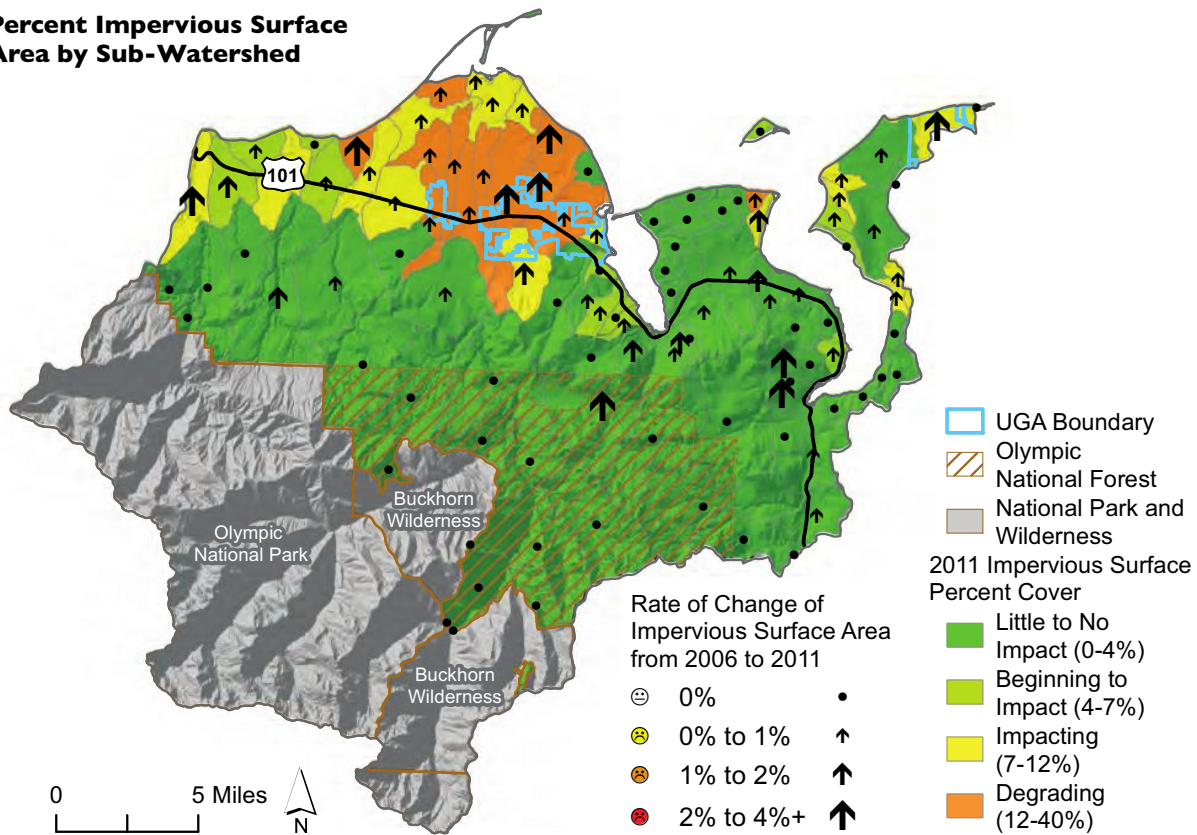 Percent Impervious Surface
Area by Sub-Watershed
101
Buckhorn
Wilderness
Olympic
National Park
Buckhorn
Wilderness
UGA Boundary
Olympic
National Forest
National Park and
Wilderness
2011 Impervious Surface
Percent Cover
Little to No
Impact (0-4%)
Beginning to
Impact (4-7%)
Impacting
(7-12%)
Degrading
(12-40%)
Rate of Change of
Impervious Surface Area
from 2006 to 2011
0%
0% to 1%
1% to 2%
2% to 4%+
0 5 Miles
N